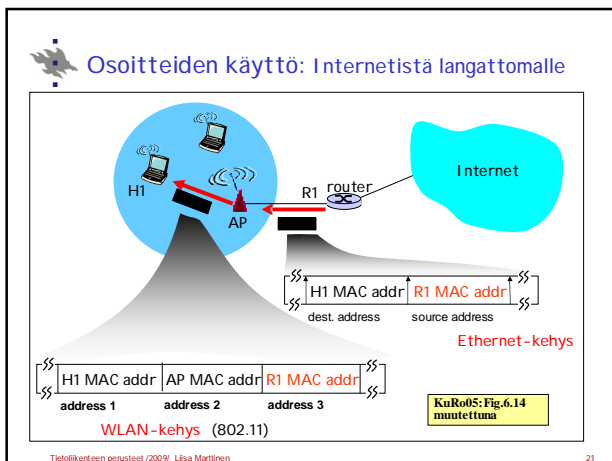 Osoitteiden käyttö: Internetistä langattomalle
Internet
R1 router
H1
AP
H1 MAC addr R1 MAC addr
dest. address source address
Ethernet-kehys
H1 MAC addr AP MAC addr R1 MAC addr
address 1 address 2 address 3
WLAN-kehys (802.11)
KuRo05:Fig.6.14
muutettuna
Tietoliikenteen perusteet /2009/ Liisa Marttinen 21